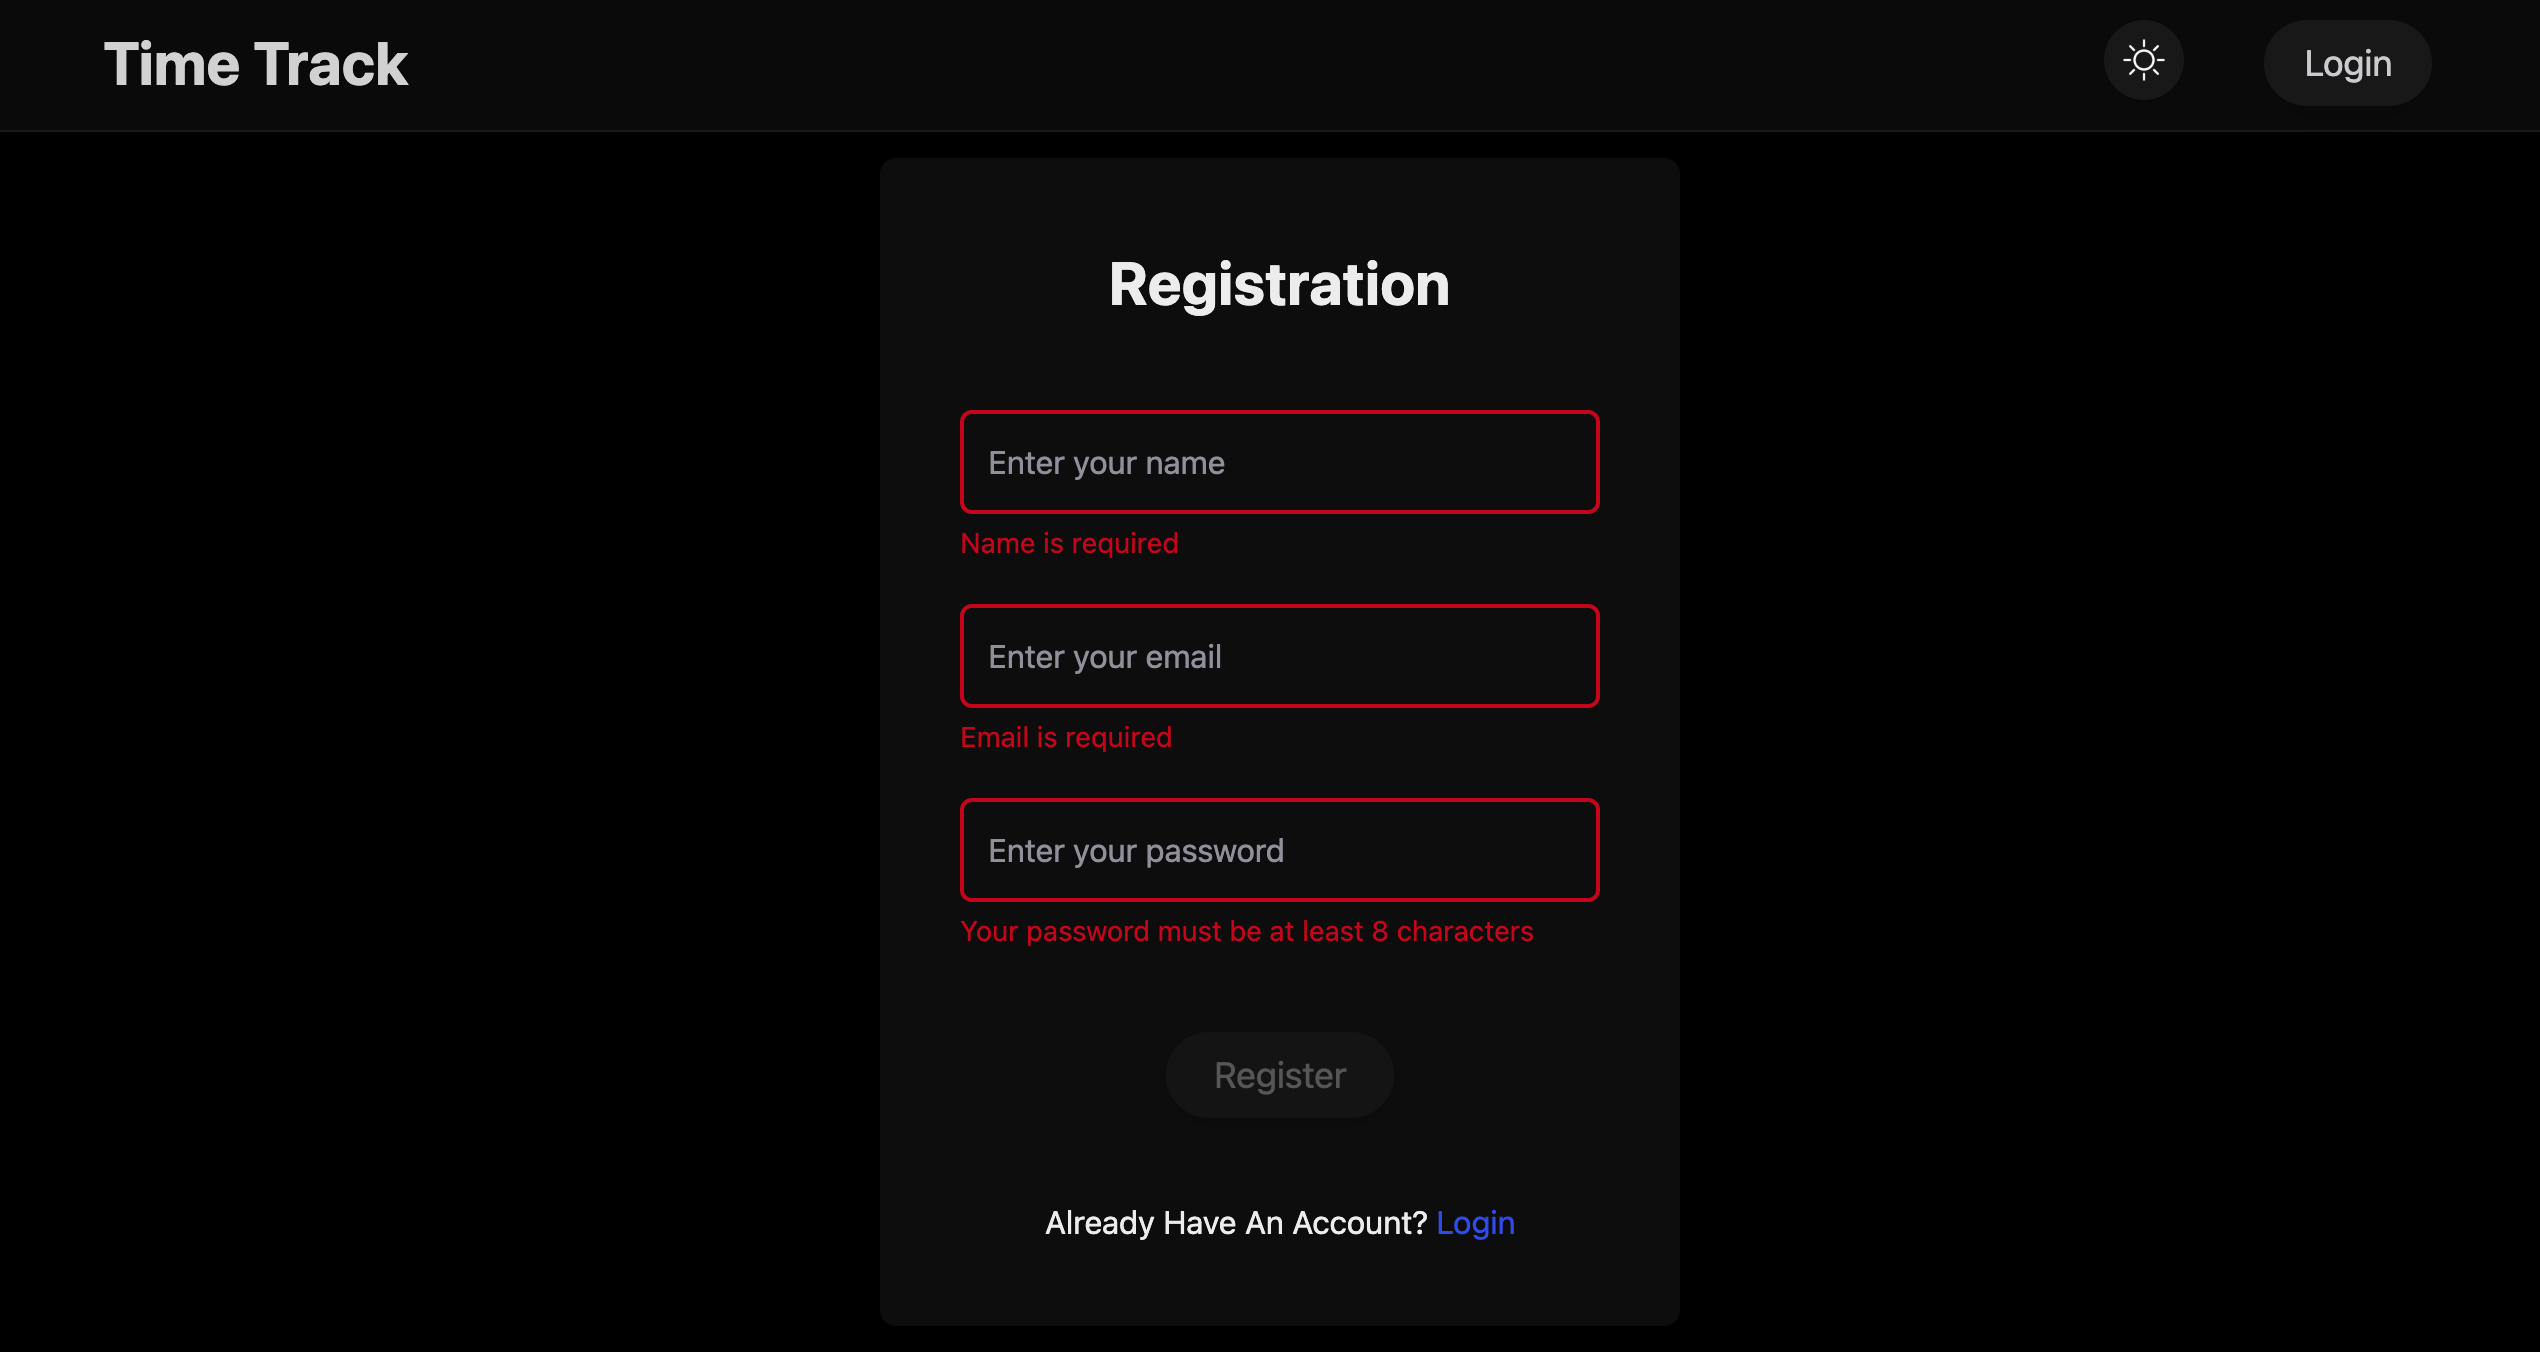 Time Track
Login
Registration
Enter your name
Name is required
Enter your email
Email is required
Enter your password
Your password must be at least 8 characters
Register
Already Have An Account? Login